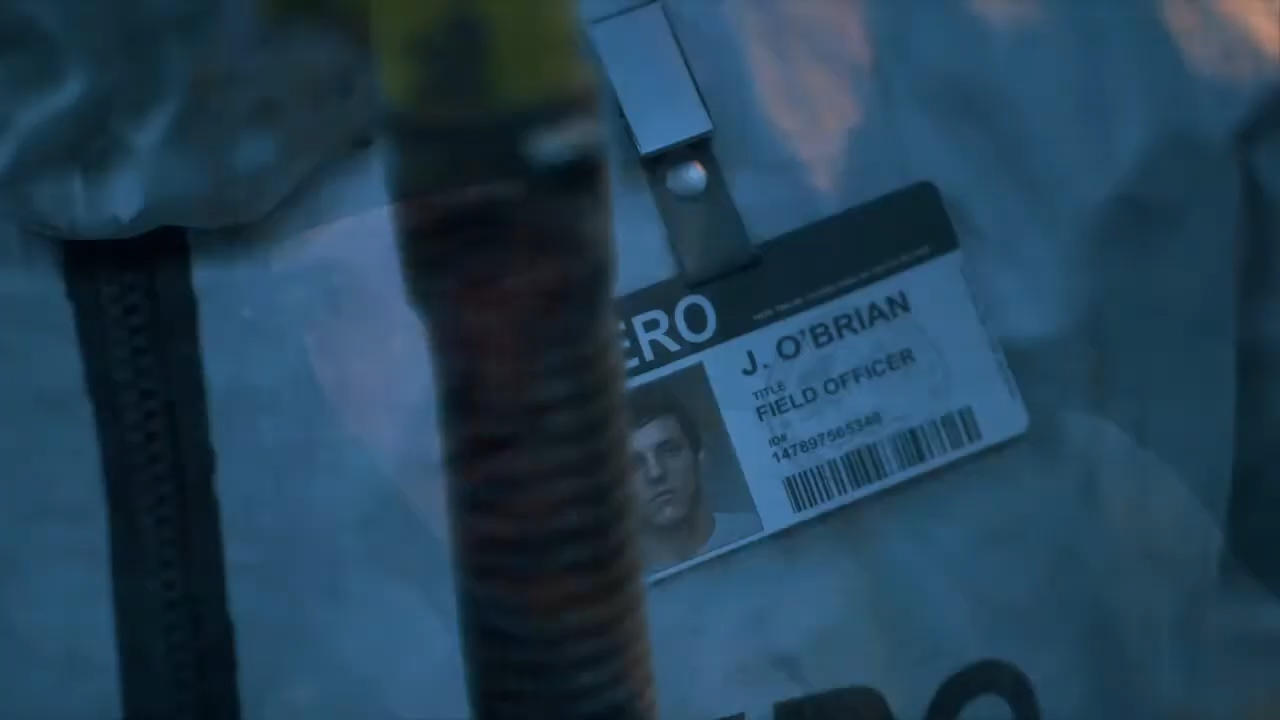 ERO
J. O'BRIAN
TITLE
FIELD OFFICER
ID#
147897565348